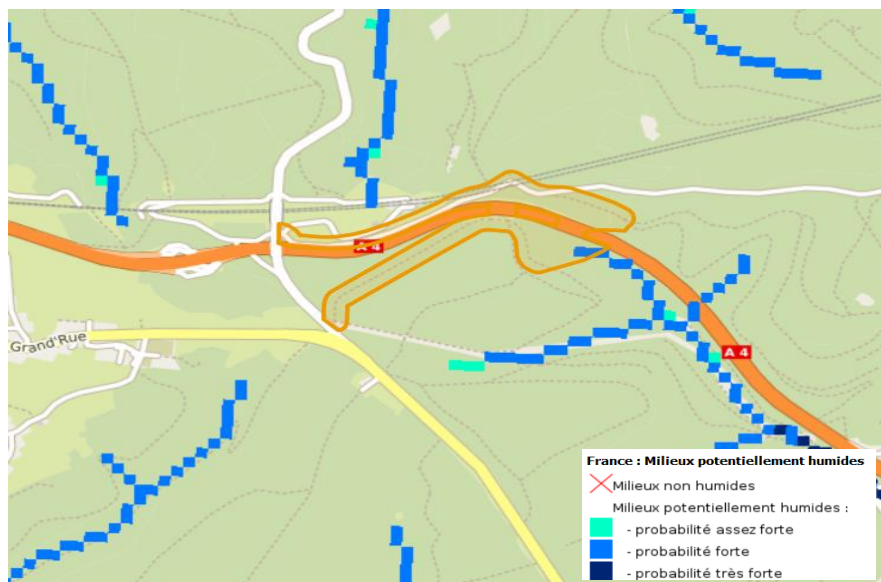 A 4
Grand'Rue
A 4
France : Milieux potentiellement humides
Milieux non humides
Milieux potentiellement humides :
- probabilité assez forte
- probabilité forte
- probabilité très forte